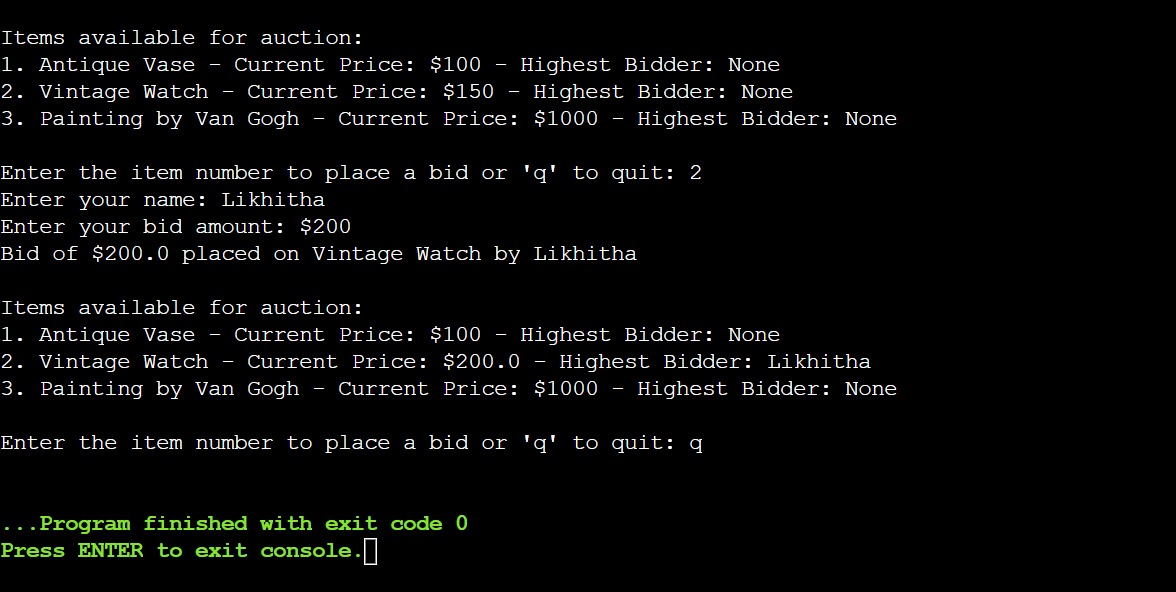 Items available for auction:
1. Antique Vase - Current Price: $100 - Highest Bidder: None
2. Vintage Watch - Current Price: $150 - Highest Bidder: None
3. Painting by Van Gogh - Current Price: $1000 - Highest Bidder: None
Enter the item number to place a bid or 'q' to quit: 2
Enter your name: Likhitha
Enter your bid amount: $200
Bid of $200.0 placed on Vintage Watch by Likhitha
Items available for auction:
1. Antique Vase - Current Price: $100 - Highest Bidder: None
2. Vintage Watch - Current Price: $200.0 - Highest Bidder: Likhitha
3. Painting by Van Gogh - Current Price: $1000 - Highest Bidder: None
Enter the item number to place a bid or 'q' to quit: q
...Program finished with exit code 0
Press ENTER to exit console.